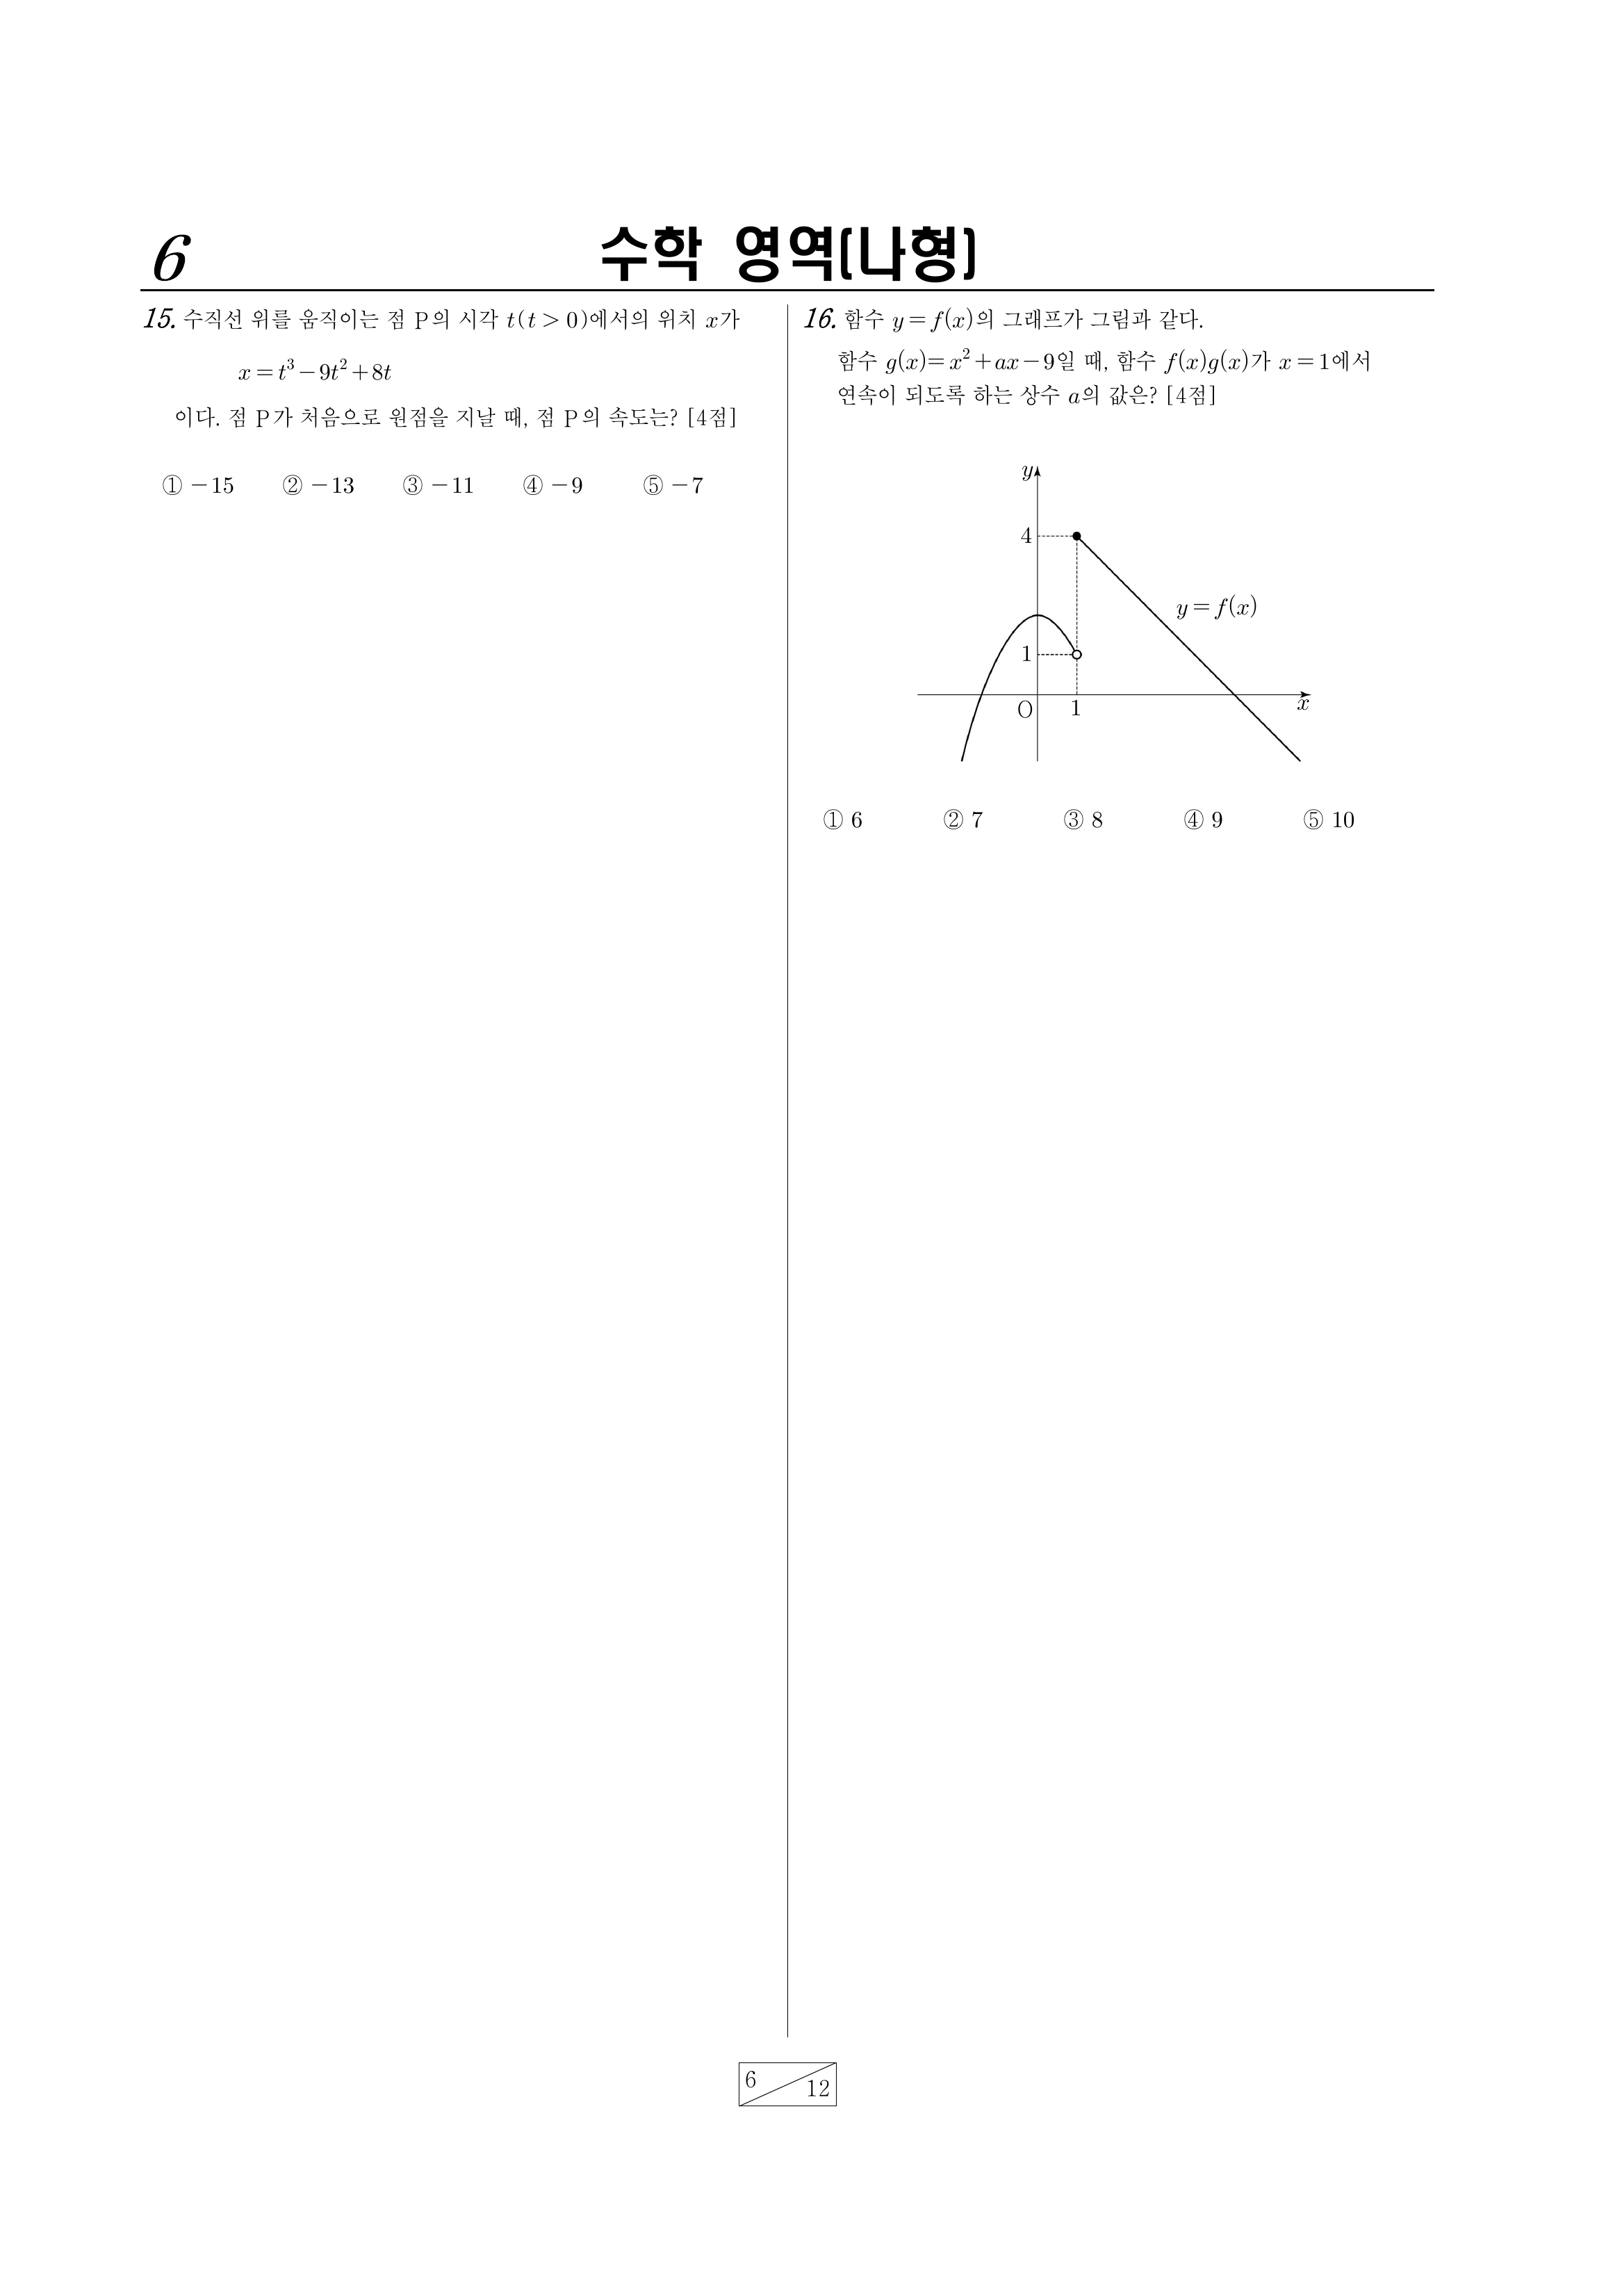 6
수학 영역(나형)
15. 수직선 위를 움직이는 점 P의 시각 t(t > 0)에서의 위치 x가
x = t³ − 9t² + 8t
이다. 점 P가 처음으로 원점을 지날 때, 점 P의 속도는? [4점]
① −15 ② −13 ③ −11 ④ −9 ⑤ −7
16. 함수 y = f(x)의 그래프가 그림과 같다.
함수 g(x) = x² + ax − 9일 때, 함수 f(x)g(x)가 x = 1에서
연속이 되도록 하는 상수 a의 값은? [4점]
y
4
y = f(x)
1
O
1
x
① 6 ② 7 ③ 8 ④ 9 ⑤ 10
6
12